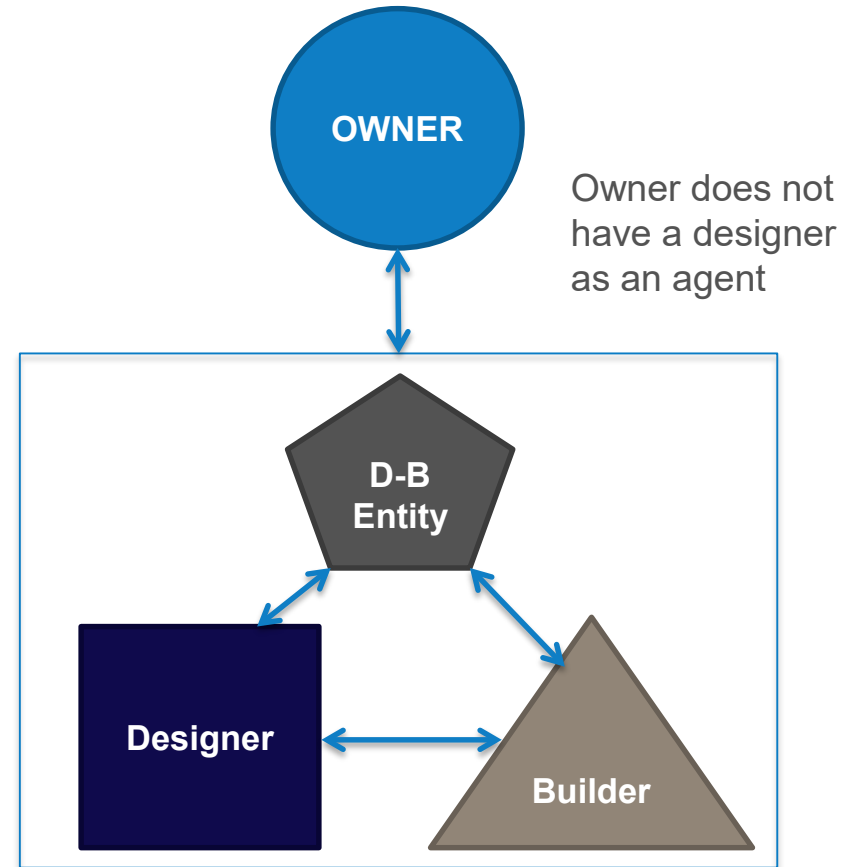 OWNER
Owner does not
have a designer
as an agent
D-B
Entity
Designer
Builder